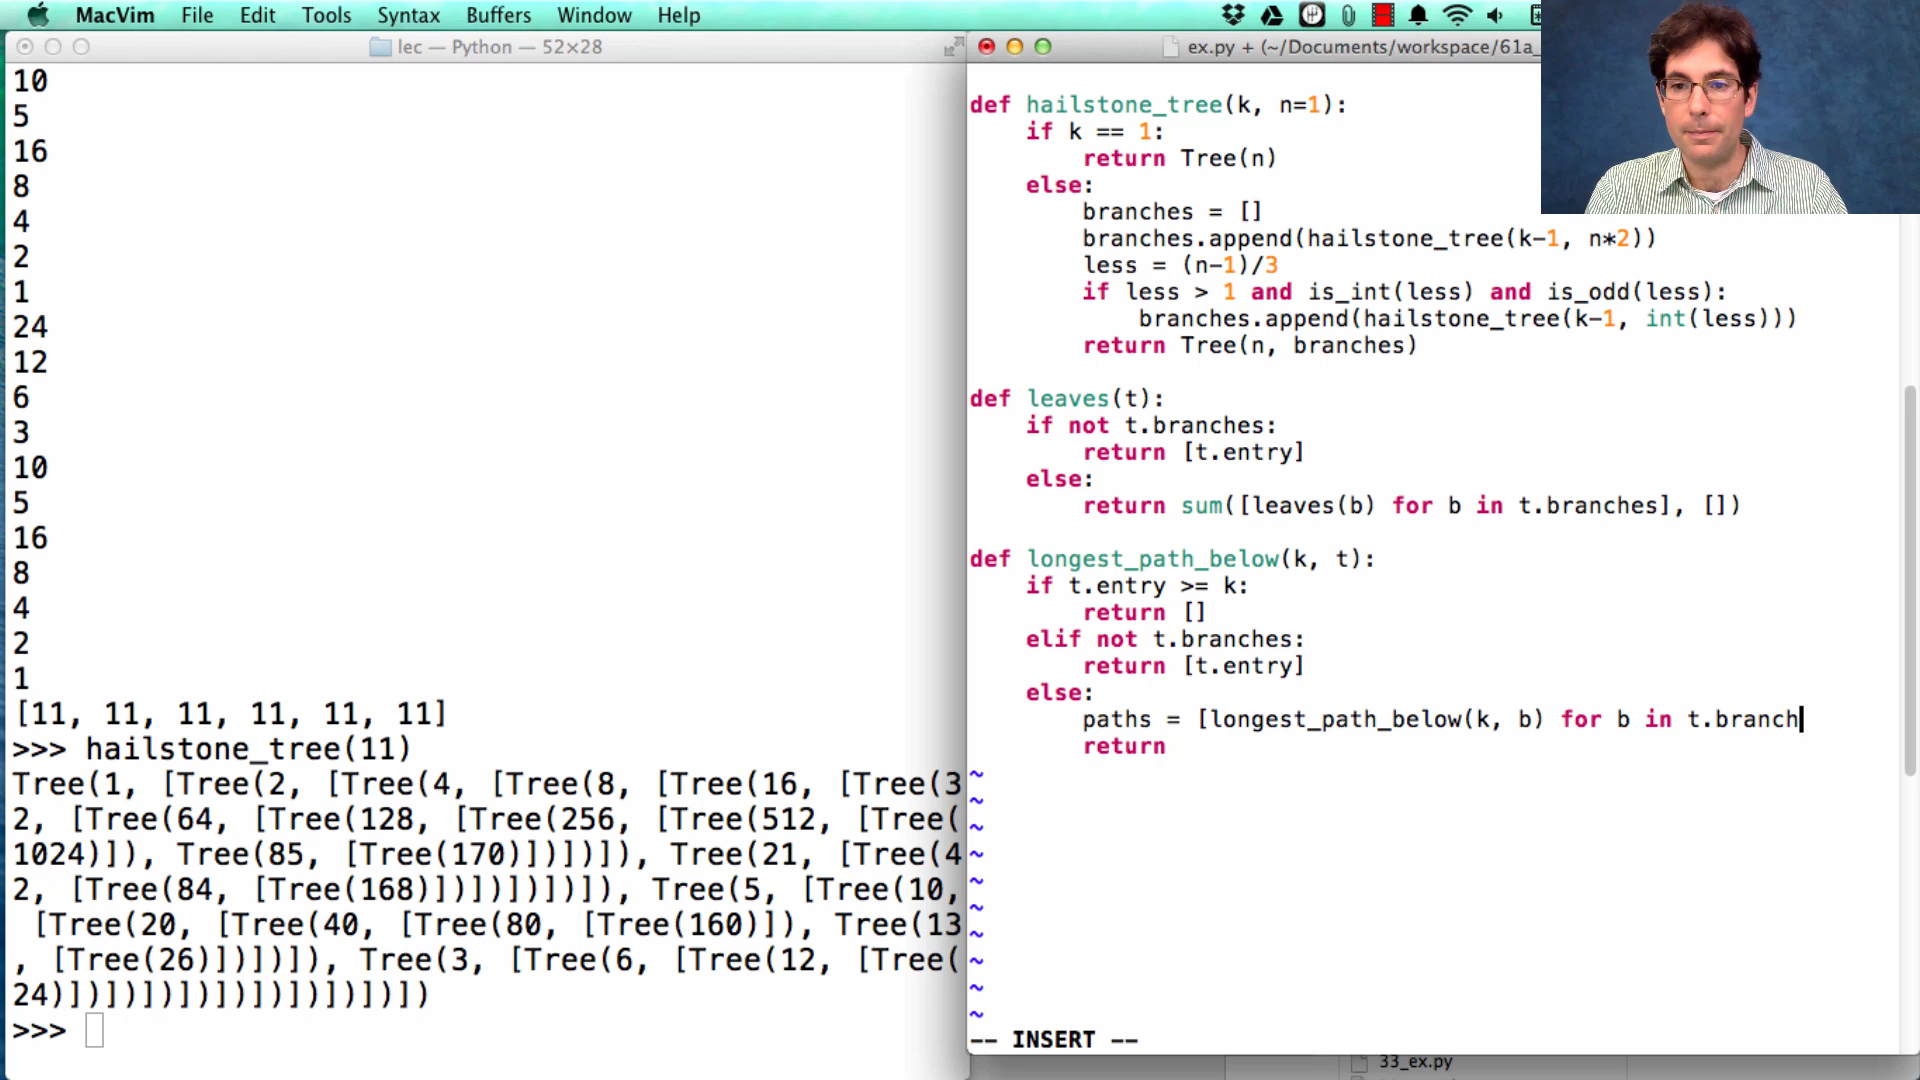 MacVim File Edit Tools Syntax Buffers Window Help
lec — Python — 52×28
10
5
16
8
4
2
1
24
12
6
3
10
5
16
8
4
2
1
[11, 11, 11, 11, 11, 11]
>>> hailstone_tree(11)
Tree(1, [Tree(2, [Tree(4, [Tree(8, [Tree(16, [Tree(3
2, [Tree(64, [Tree(128, [Tree(256, [Tree(512, [Tree(
1024)]), Tree(85, [Tree(170)])])]), Tree(21, [Tree(4
2, [Tree(84, [Tree(168)])])])])]), Tree(5, [Tree(10,
 [Tree(20, [Tree(40, [Tree(80, [Tree(160)]), Tree(13
, [Tree(26)])])]), Tree(3, [Tree(6, [Tree(12, [Tree(
24)])])])])])])])])])])
>>>
ex.py + (~/Documents/workspace/61a_
def hailstone_tree(k, n=1):
    if k == 1:
        return Tree(n)
    else:
        branches = []
        branches.append(hailstone_tree(k-1, n*2))
        less = (n-1)/3
        if less > 1 and is_int(less) and is_odd(less):
            branches.append(hailstone_tree(k-1, int(less)))
        return Tree(n, branches)
def leaves(t):
    if not t.branches:
        return [t.entry]
    else:
        return sum([leaves(b) for b in t.branches], [])
def longest_path_below(k, t):
    if t.entry >= k:
        return []
    elif not t.branches:
        return [t.entry]
    else:
        paths = [longest_path_below(k, b) for b in t.branch
        return
~
~
~
~
~
~
~
~
~
~
-- INSERT --
33_ex.py